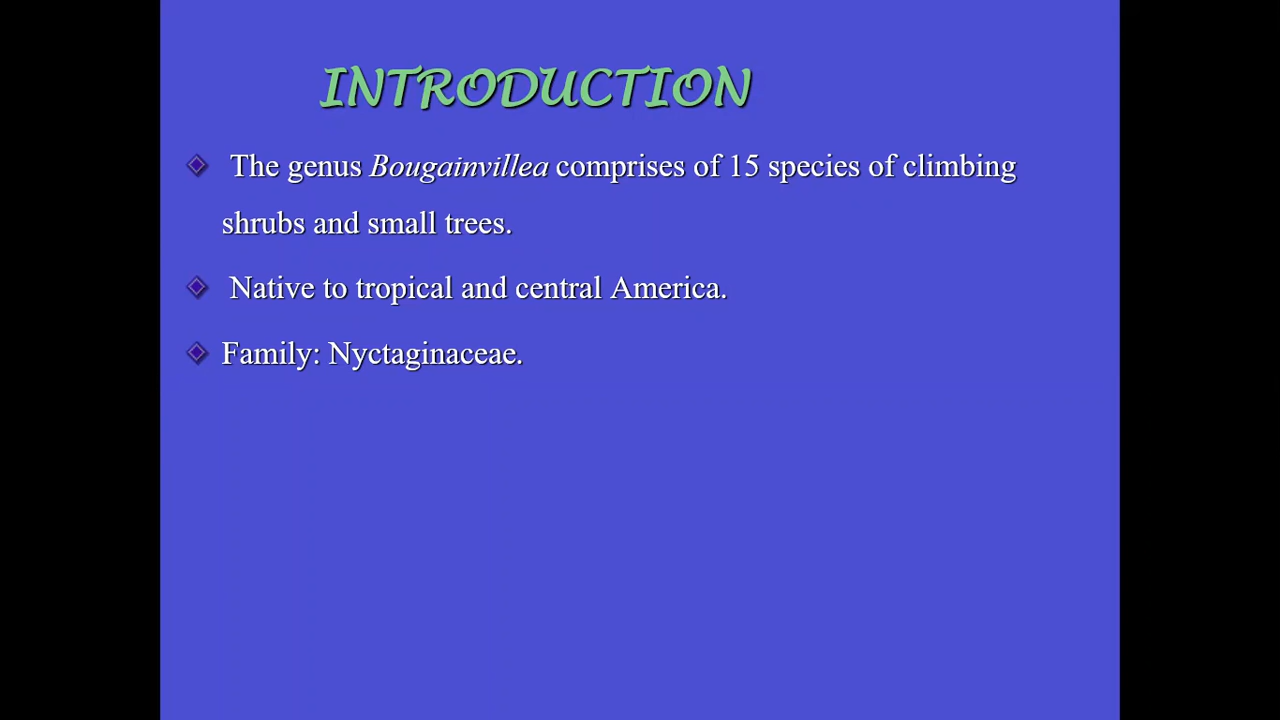 INTRODUCTION
The genus Bougainvillea comprises of 15 species of climbing
shrubs and small trees.
Native to tropical and central America.
Family: Nyctaginaceae.